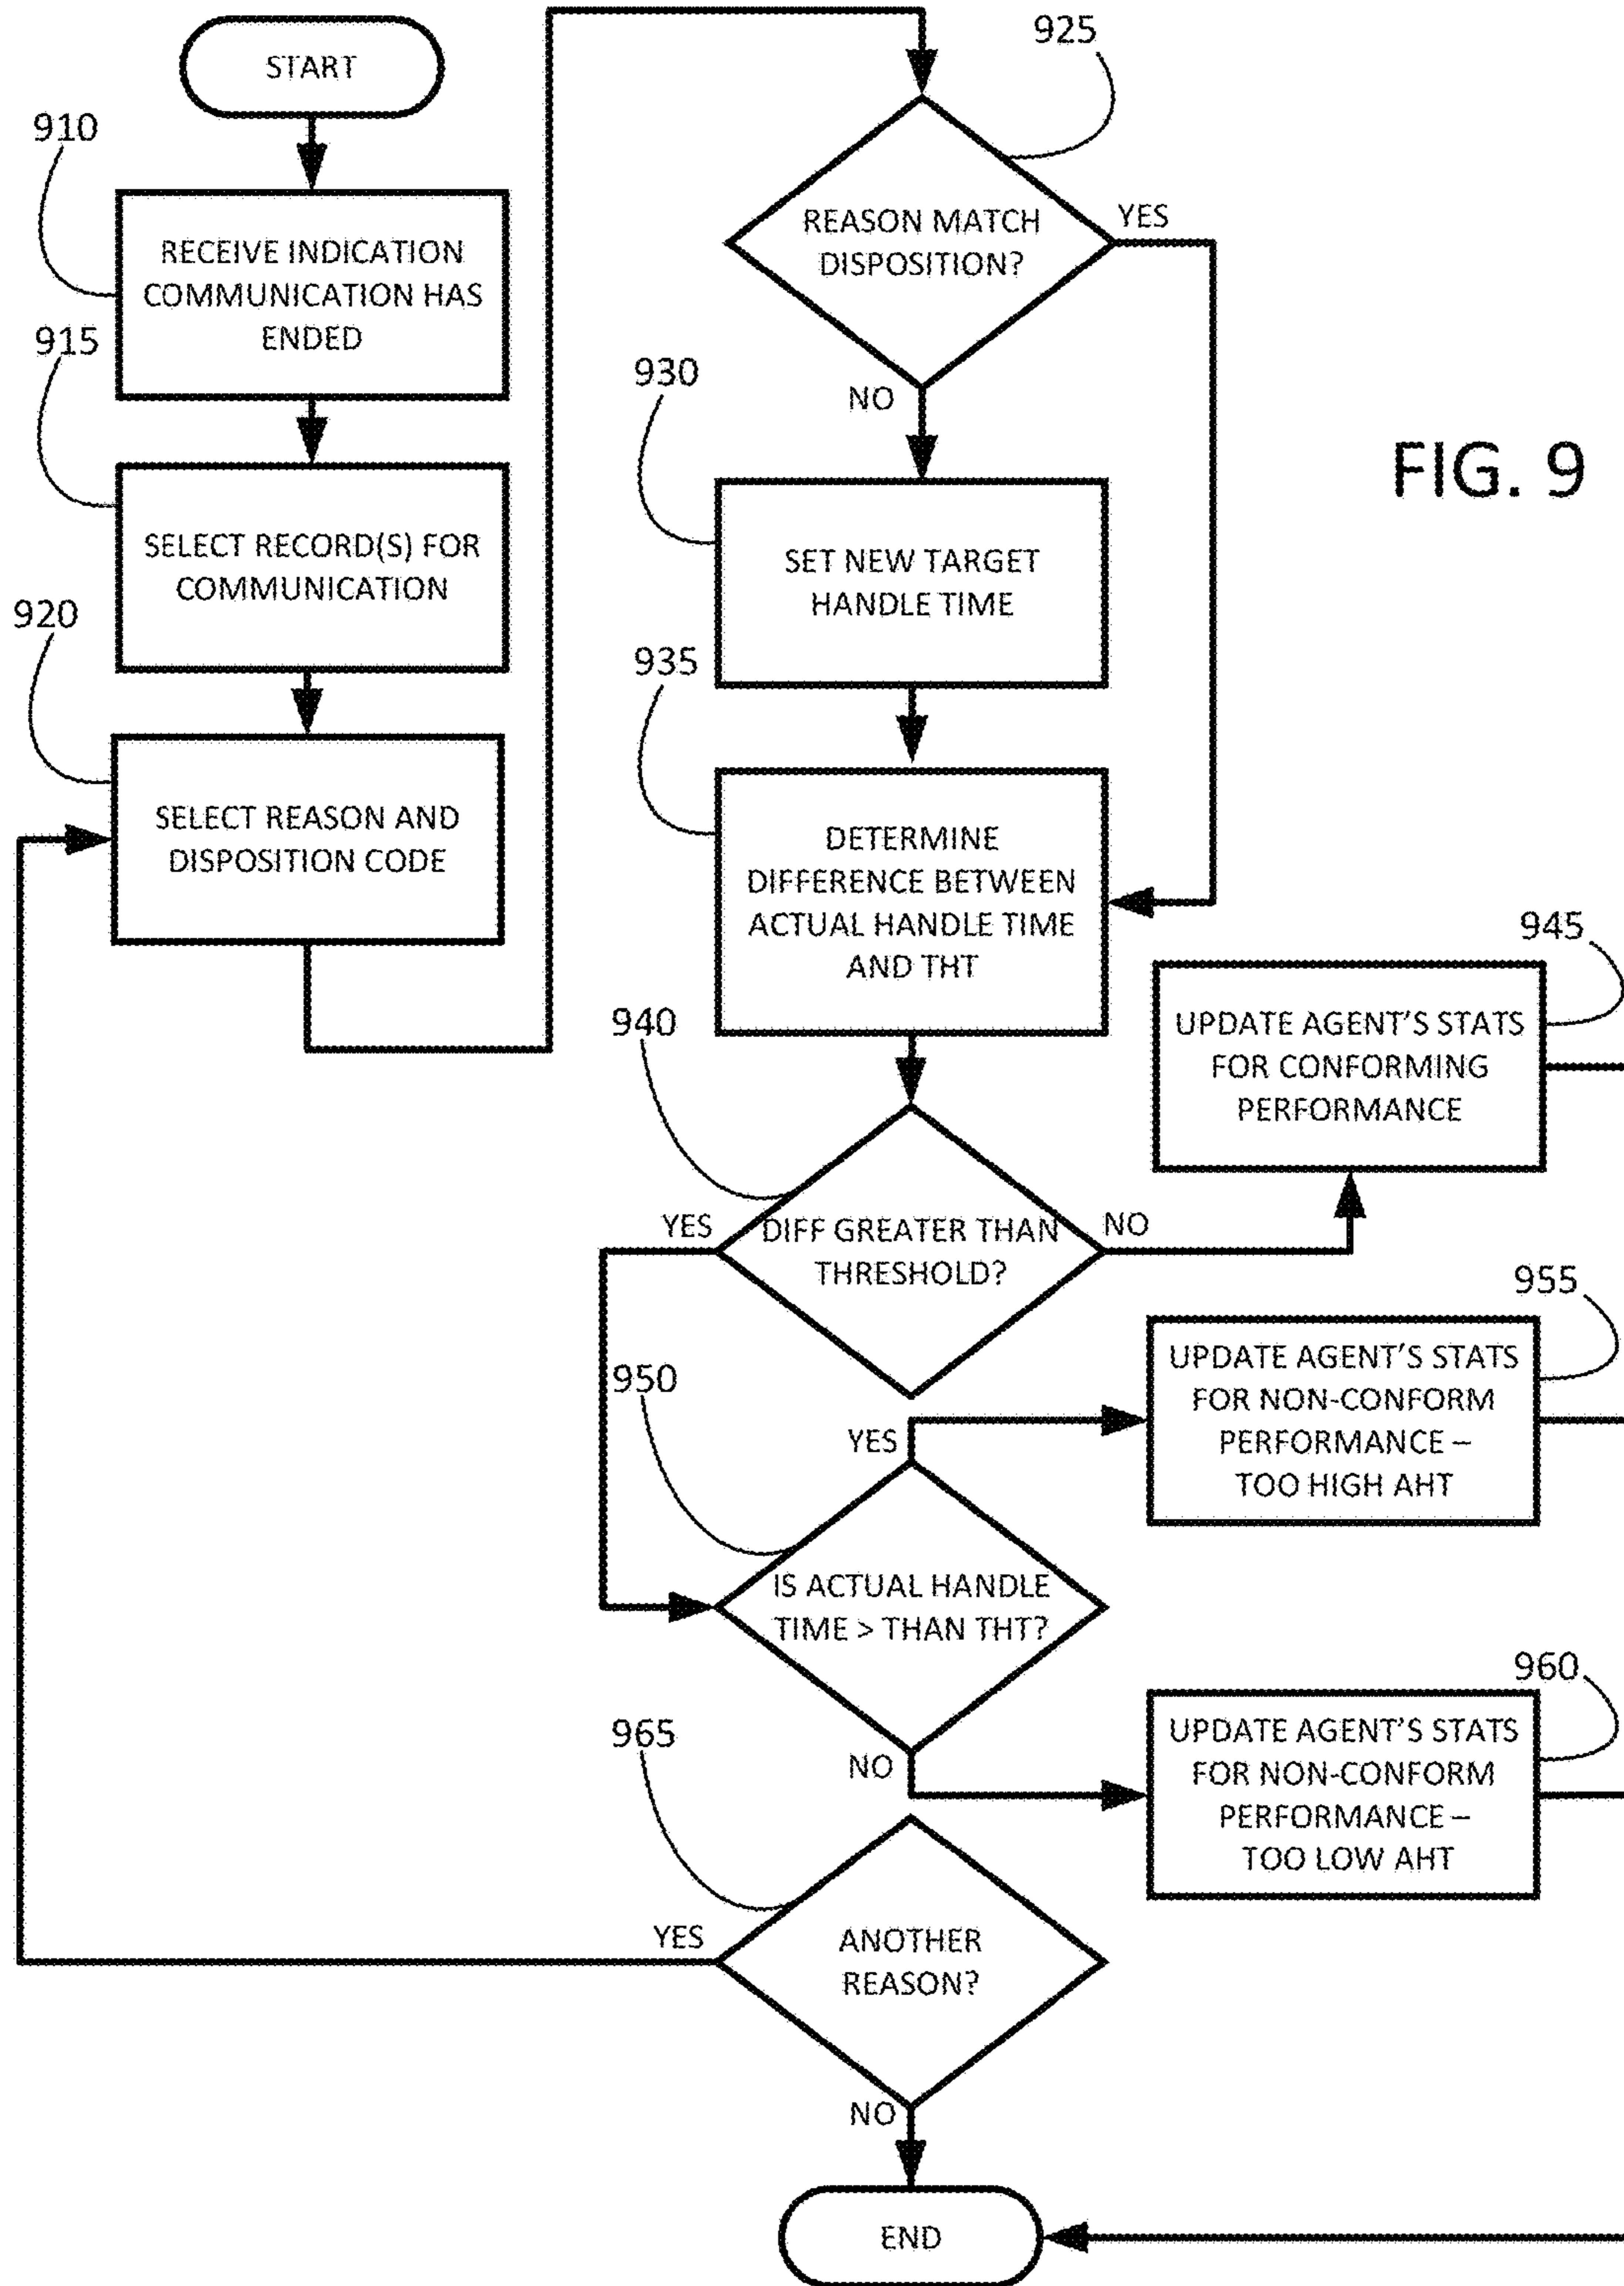 START
910
RECEIVE INDICATION
COMMUNICATION HAS
ENDED
915
SELECT RECORD(S) FOR
COMMUNICATION
920
SELECT REASON AND
DISPOSITION CODE
925
REASON MATCH
DISPOSITION?
YES
NO
930
SET NEW TARGET
HANDLE TIME
FIG. 9
935
DETERMINE
DIFFERENCE BETWEEN
ACTUAL HANDLE TIME
AND THT
940
YES
DIFF GREATER THAN
THRESHOLD?
NO
945
UPDATE AGENT'S STATS
FOR CONFORMING
PERFORMANCE
950
YES
IS ACTUAL HANDLE
TIME > THAN THT?
NO
955
UPDATE AGENT'S STATS
FOR NON-CONFORM
PERFORMANCE –
TOO HIGH AHT
960
UPDATE AGENT'S STATS
FOR NON-CONFORM
PERFORMANCE –
TOO LOW AHT
965
YES
ANOTHER
REASON?
NO
END